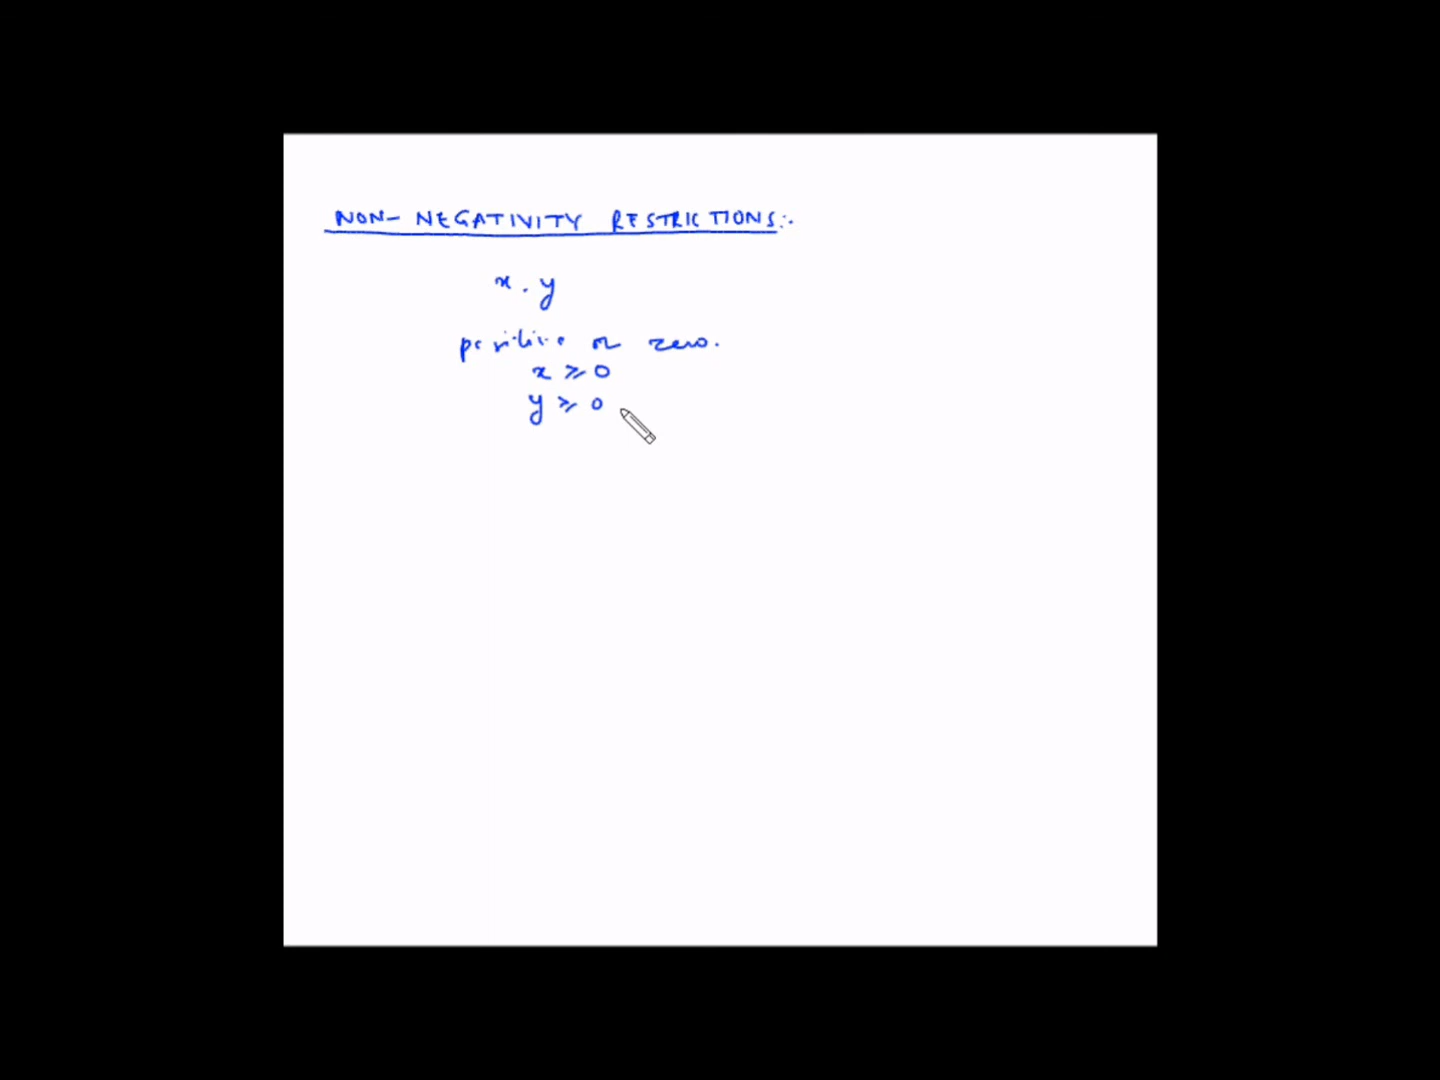 NON-NEGATIVITY RESTRICTIONS:-
x, y
positive or zero.
x ⩾ 0
y ⩾ 0